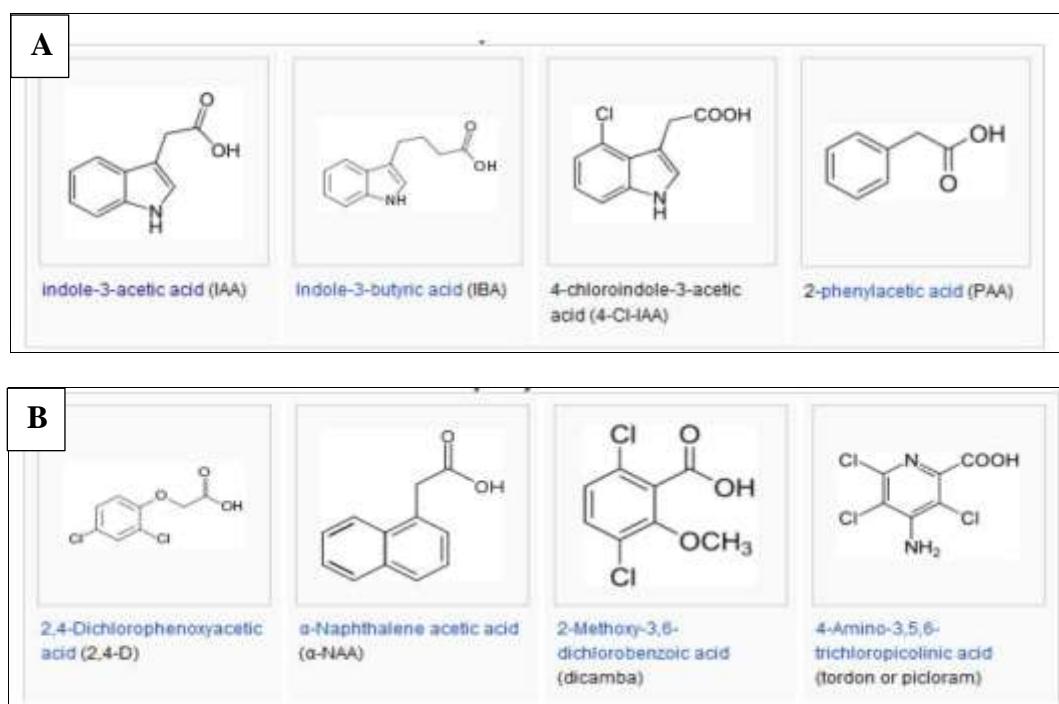 A
O
OH
N
H
indole-3-acetic acid (IAA)
O
OH
NH
Indole-3-butyric acid (IBA)
Cl
COOH
N
H
4-chloroindole-3-acetic
acid (4-Cl-IAA)
OH
O
2-phenylacetic acid (PAA)
B
O
O
OH
Cl
Cl
2,4-Dichlorophenoxyacetic
acid (2,4-D)
O
OH
α-Naphthalene acetic acid
(α-NAA)
Cl
O
OH
OCH3
Cl
2-Methoxy-3,6-
dichlorobenzoic acid
(dicamba)
Cl
N
COOH
Cl
Cl
NH2
4-Amino-3,5,6-
trichloropicolinic acid
(tordon or picloram)